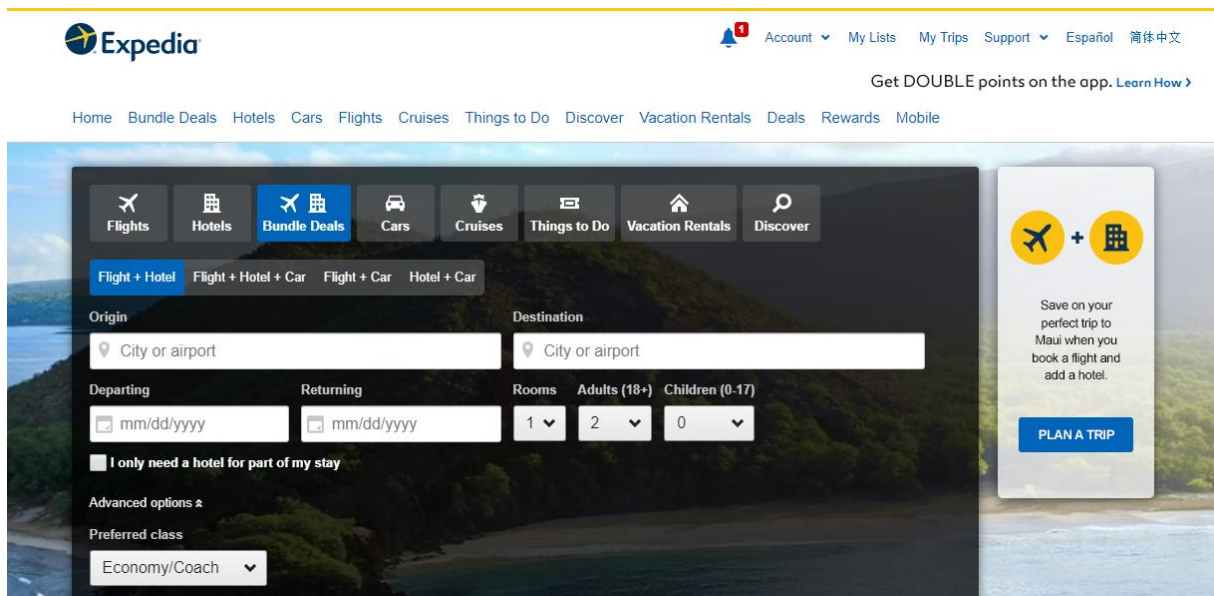 Expedia
1
Account My Lists My Trips Support Español 简体中文
Get DOUBLE points on the app. Learn How
Home Bundle Deals Hotels Cars Flights Cruises Things to Do Discover Vacation Rentals Deals Rewards Mobile
Flights Hotels Bundle Deals Cars Cruises Things to Do Vacation Rentals Discover
Flight + Hotel Flight + Hotel + Car Flight + Car Hotel + Car
Origin Destination
City or airport City or airport
Departing Returning Rooms Adults (18+) Children (0-17)
mm/dd/yyyy mm/dd/yyyy 1 2 0
I only need a hotel for part of my stay
Advanced options
Preferred class
Economy/Coach
+
Save on your
perfect trip to
Maui when you
book a flight and
add a hotel.
PLAN A TRIP